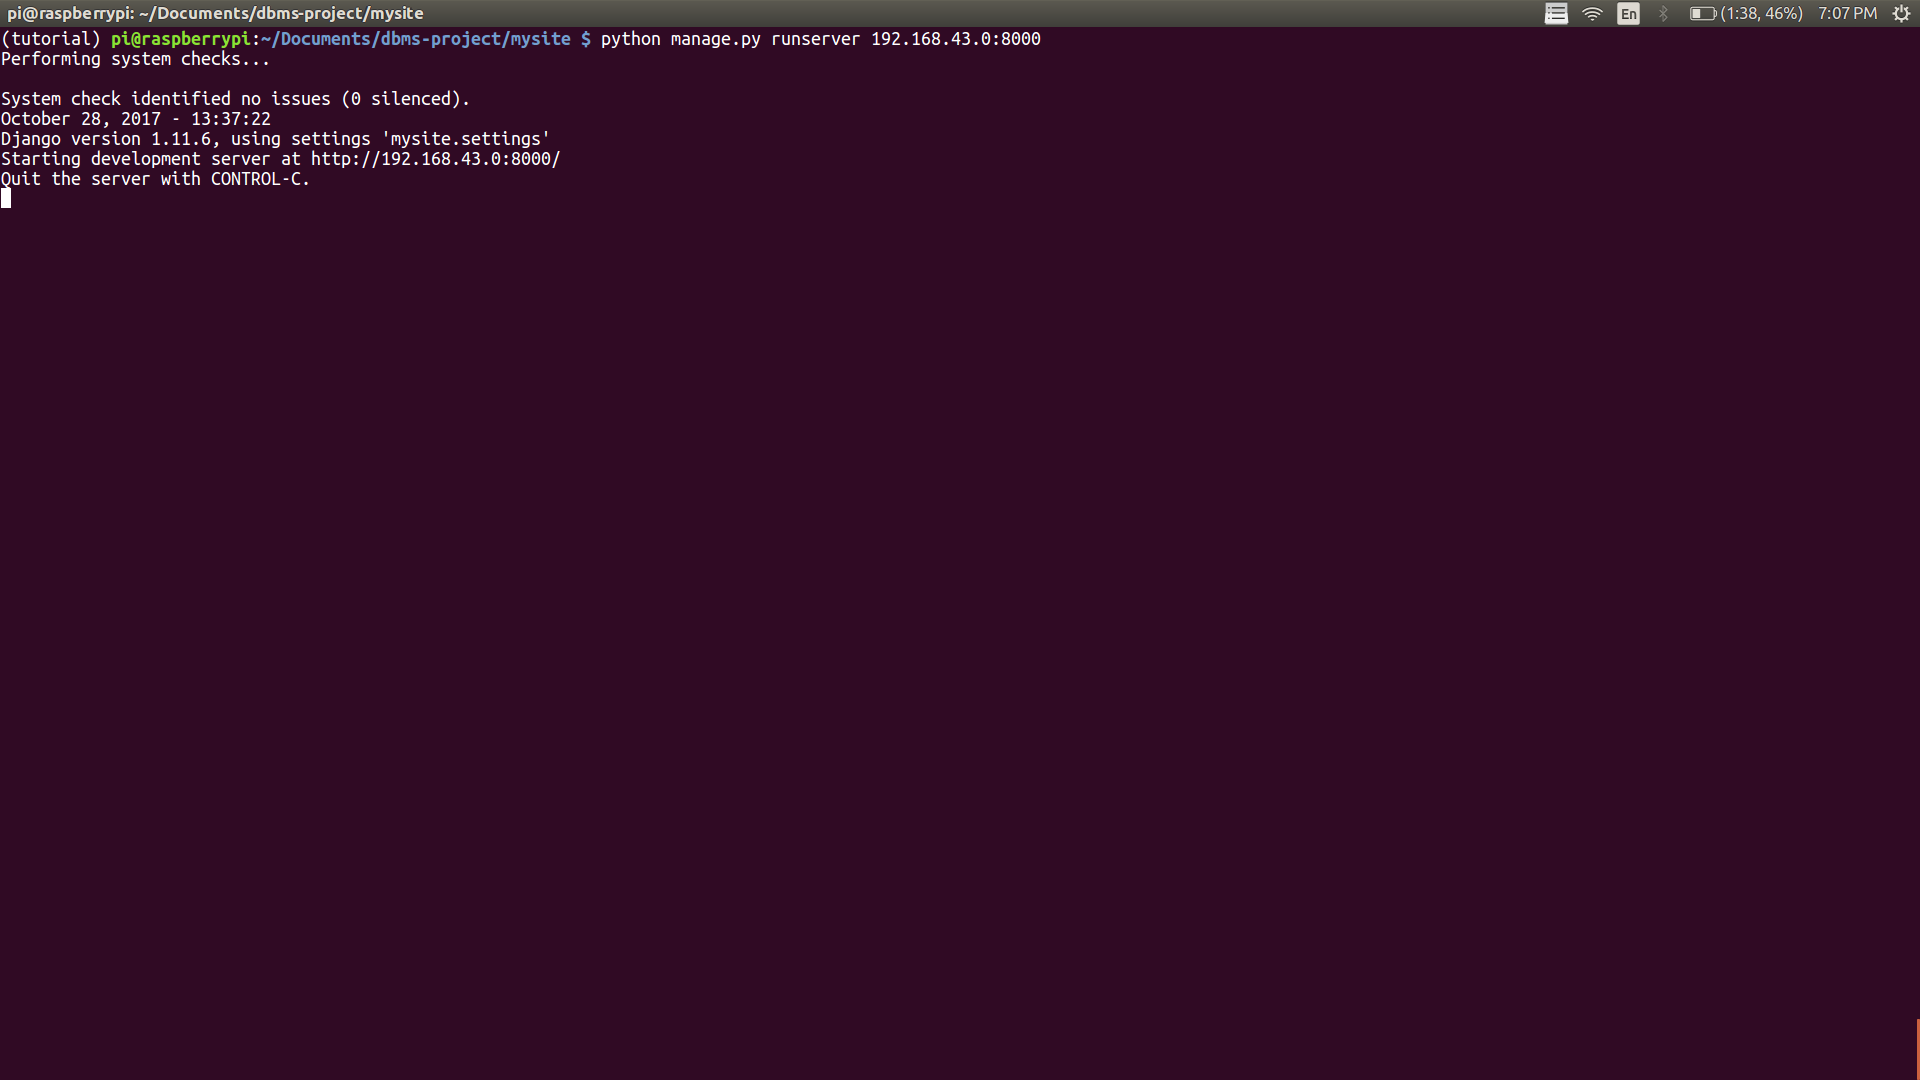 pi@raspberrypi: ~/Documents/dbms-project/mysite
En
(1:38, 46%)
7:07 PM
(tutorial) pi@raspberrypi:~/Documents/dbms-project/mysite $ python manage.py runserver 192.168.43.0:8000
Performing system checks...
System check identified no issues (0 silenced).
October 28, 2017 - 13:37:22
Django version 1.11.6, using settings 'mysite.settings'
Starting development server at http://192.168.43.0:8000/
Quit the server with CONTROL-C.